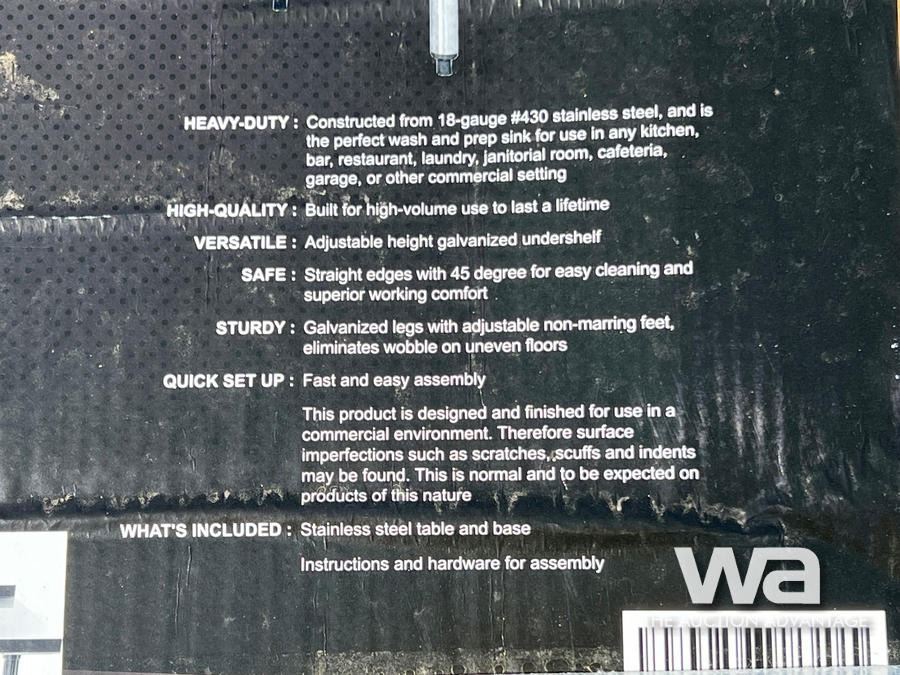 HEAVY-DUTY : Constructed from 18-gauge #430 stainless steel, and is
the perfect wash and prep sink for use in any kitchen,
bar, restaurant, laundry, janitorial room, cafeteria,
garage, or other commercial setting
HIGH-QUALITY : Built for high-volume use to last a lifetime
VERSATILE : Adjustable height galvanized undershelf
SAFE : Straight edges with 45 degree for easy cleaning and
superior working comfort
STURDY : Galvanized legs with adjustable non-marring feet,
eliminates wobble on uneven floors
QUICK SET UP : Fast and easy assembly
This product is designed and finished for use in a
commercial environment. Therefore surface
imperfections such as scratches, scuffs and indents
may be found. This is normal and to be expected on
products of this nature
WHAT'S INCLUDED : Stainless steel table and base
Instructions and hardware for assembly
wa
THE AUCTION ADVANTAGE